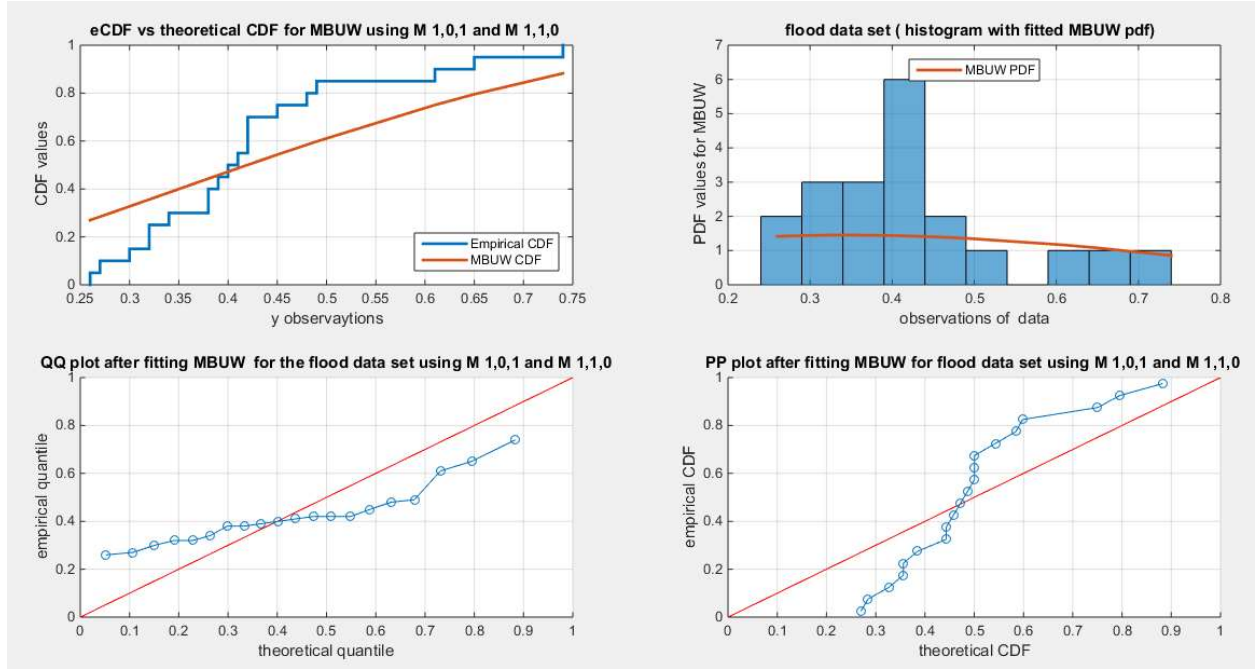 eCDF vs theoretical CDF for MBUW using M 1,0,1 and M 1,1,0
CDF values
1
0.8
0.6
0.4
0.2
0
0.25 0.3 0.35 0.4 0.45 0.5 0.55 0.6 0.65 0.7 0.75
y observaytions
Empirical CDF
MBUW CDF
flood data set ( histogram with fitted MBUW pdf)
PDF values for MBUW
7
6
5
4
3
2
1
0
0.2 0.3 0.4 0.5 0.6 0.7 0.8
observations of data
MBUW PDF
QQ plot after fitting MBUW for the flood data set using M 1,0,1 and M 1,1,0
empirical quantile
1
0.8
0.6
0.4
0.2
0
0 0.1 0.2 0.3 0.4 0.5 0.6 0.7 0.8 0.9 1
theoretical quantile
PP plot after fitting MBUW for flood data set using M 1,0,1 and M 1,1,0
empirical CDF
1
0.8
0.6
0.4
0.2
0
0 0.1 0.2 0.3 0.4 0.5 0.6 0.7 0.8 0.9 1
theoretical CDF